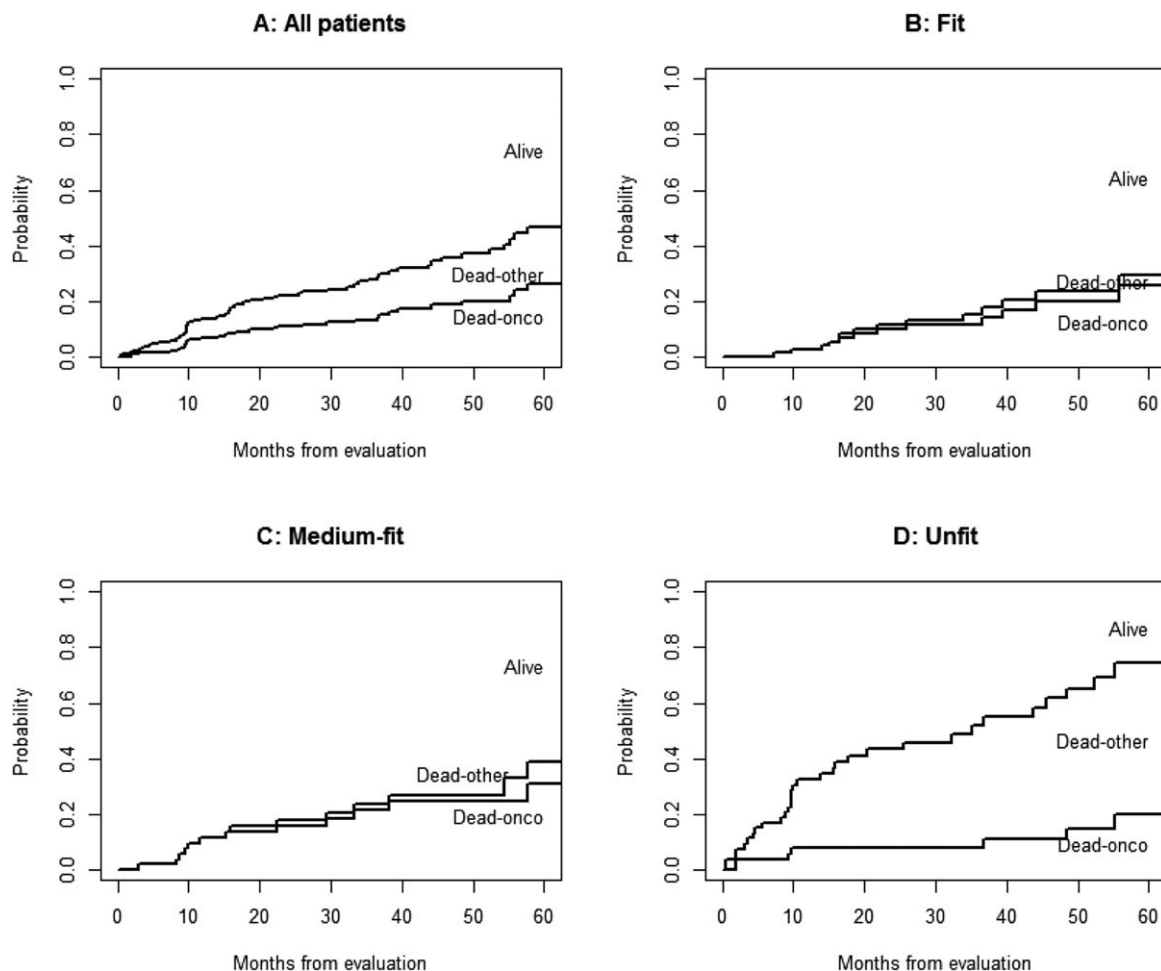 A: All patients
Probability
1.0
0.8
0.6
0.4
0.2
0.0
Alive
Dead-other
Dead-onco
0 10 20 30 40 50 60
Months from evaluation
B: Fit
Probability
1.0
0.8
0.6
0.4
0.2
0.0
Alive
Dead-other
Dead-onco
0 10 20 30 40 50 60
Months from evaluation
C: Medium-fit
Probability
1.0
0.8
0.6
0.4
0.2
0.0
Alive
Dead-other
Dead-onco
0 10 20 30 40 50 60
Months from evaluation
D: Unfit
Probability
1.0
0.8
0.6
0.4
0.2
0.0
Alive
Dead-other
Dead-onco
0 10 20 30 40 50 60
Months from evaluation